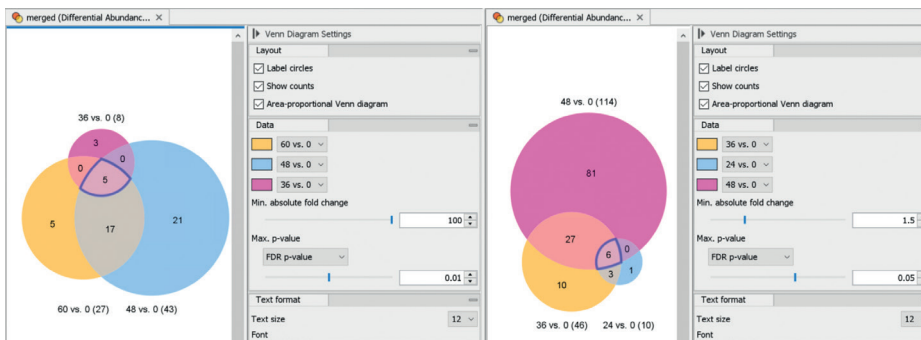 merged (Differential Abundanc... ×
36 vs. 0 (8)
3
0
0
5
5
17
21
60 vs. 0 (27)
48 vs. 0 (43)
Venn Diagram Settings
Layout
Label circles
Show counts
Area-proportional Venn diagram
Data
60 vs. 0
48 vs. 0
36 vs. 0
Min. absolute fold change
100
Max. p-value
FDR p-value
0.01
Text format
Text size
12
Font
merged (Differential Abundanc... ×
48 vs. 0 (114)
81
27
0
6
3
1
10
36 vs. 0 (46)
24 vs. 0 (10)
Venn Diagram Settings
Layout
Label circles
Show counts
Area-proportional Venn diagram
Data
36 vs. 0
24 vs. 0
48 vs. 0
Min. absolute fold change
1.5
Max. p-value
FDR p-value
0.05
Text format
Text size
12
Font